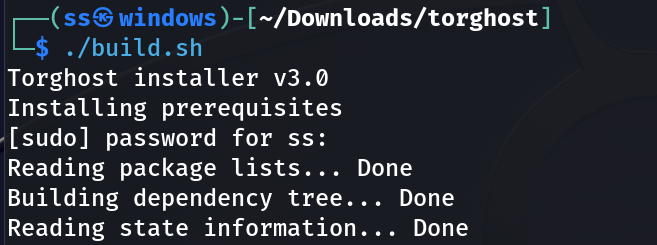 ┌──(ss㉿windows)-[~/Downloads/torghost]
└─$ ./build.sh
Torghost installer v3.0
Installing prerequisites
[sudo] password for ss:
Reading package lists... Done
Building dependency tree... Done
Reading state information... Done